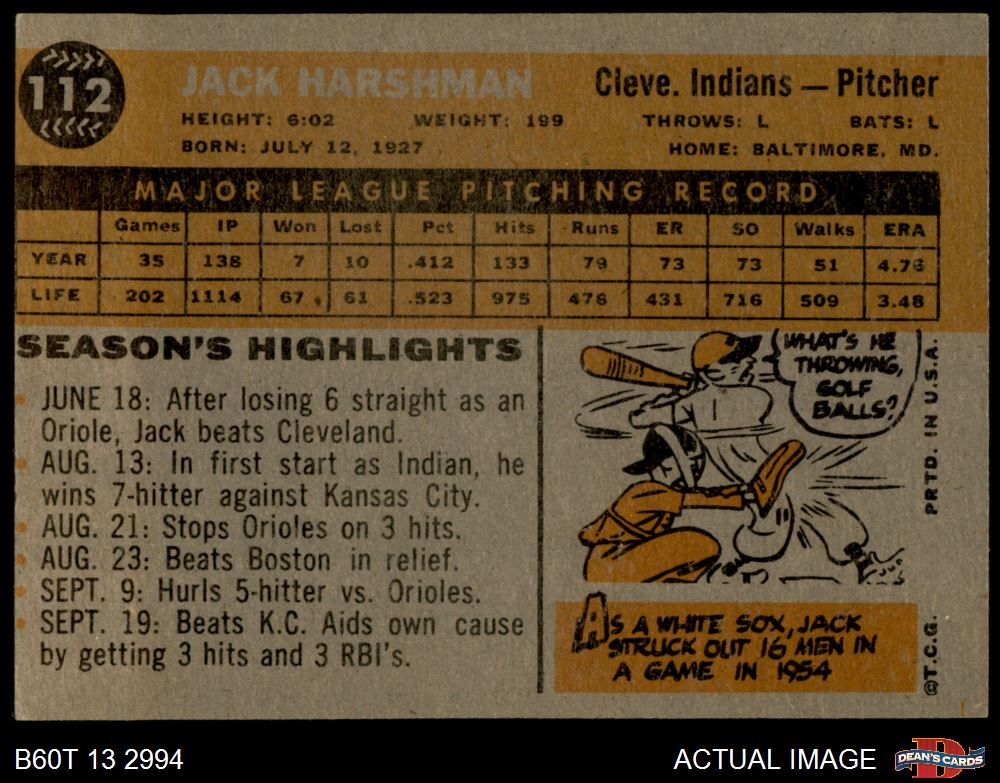 112
JACK HARSHMAN
Cleve. Indians — Pitcher
HEIGHT: 6:02 WEIGHT: 199 THROWS: L BATS: L
BORN: JULY 12, 1927 HOME: BALTIMORE, MD.
MAJOR LEAGUE PITCHING RECORD
Games IP Won Lost Pct Hits Runs ER SO Walks ERA
YEAR 35 138 7 10 .412 133 79 73 73 51 4.76
LIFE 202 1114 67 61 .523 975 476 431 716 509 3.48
SEASON'S HIGHLIGHTS
JUNE 18: After losing 6 straight as an
Oriole, Jack beats Cleveland.
AUG. 13: In first start as Indian, he
wins 7-hitter against Kansas City.
AUG. 21: Stops Orioles on 3 hits.
AUG. 23: Beats Boston in relief.
SEPT. 9: Hurls 5-hitter vs. Orioles.
SEPT. 19: Beats K.C. Aids own cause
by getting 3 hits and 3 RBI's.
WHAT'S HE
THROWING,
GOLF
BALLS?
AS A WHITE SOX, JACK
STRUCK OUT 16 MEN IN
A GAME IN 1954
PRTD. IN U.S.A.
©T.C.G.
B60T 13 2994
ACTUAL IMAGE
DEAN'S CARDS